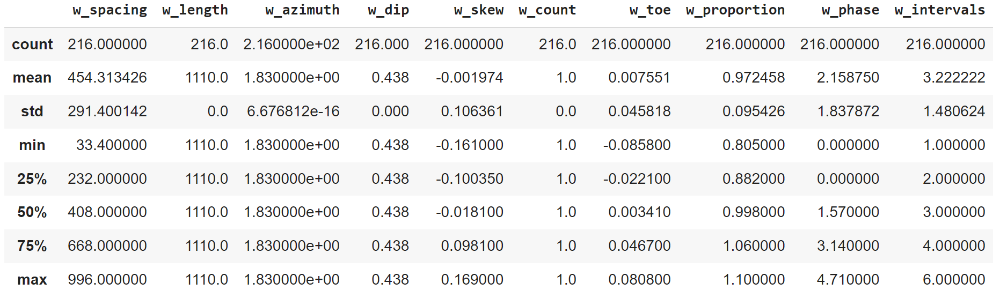 w_spacing w_length w_azimuth w_dip w_skew w_count w_toe w_proportion w_phase w_intervals
count 216.000000 216.0 2.160000e+02 216.000 216.000000 216.0 216.000000 216.000000 216.000000 216.000000
mean 454.313426 1110.0 1.830000e+00 0.438 -0.001974 1.0 0.007551 0.972458 2.158750 3.222222
std 291.400142 0.0 6.676812e-16 0.000 0.106361 0.0 0.045818 0.095426 1.837872 1.480624
min 33.400000 1110.0 1.830000e+00 0.438 -0.161000 1.0 -0.085800 0.805000 0.000000 1.000000
25% 232.000000 1110.0 1.830000e+00 0.438 -0.100350 1.0 -0.022100 0.882000 0.000000 2.000000
50% 408.000000 1110.0 1.830000e+00 0.438 -0.018100 1.0 0.003410 0.998000 1.570000 3.000000
75% 668.000000 1110.0 1.830000e+00 0.438 0.098100 1.0 0.046700 1.060000 3.140000 4.000000
max 996.000000 1110.0 1.830000e+00 0.438 0.169000 1.0 0.080800 1.100000 4.710000 6.000000